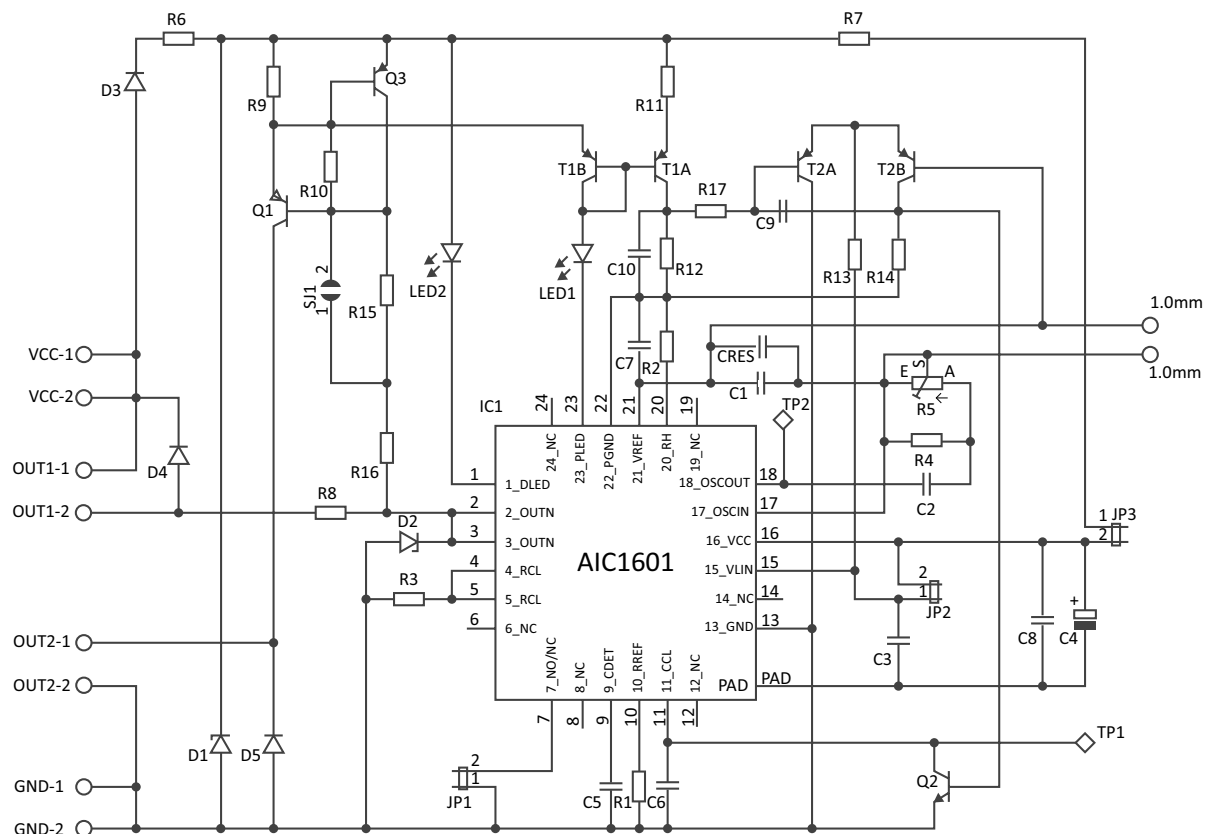 R6
R7
D3
R9
Q3
R11
R10
T1B
T1A
T2A
T2B
Q1
R17
C9
2
SJ1
1
LED2
LED1
C10
R12
R13
R14
R15
1.0mm
VCC-1
C7
R2
CRES
C1
E
S
A
R5
1.0mm
VCC-2
IC1
24
23
22
21
20
19
TP2
24_NC
23_PLED
22_PGND
21_VREF
20_RH
19_NC
R4
OUT1-1
D4
R16
1
1_DLED
18_OSCOUT
18
C2
OUT1-2
R8
2
2_OUTN
17_OSCIN
17
1
JP3
2
D2
3
3_OUTN
16_VCC
16
AIC1601
4
4_RCL
15_VLIN
15
2
R3
5
5_RCL
14_NC
14
1
JP2
+
6
6_NC
13_GND
13
C3
C8
C4
OUT2-1
OUT2-2
7_NO/NC
8_NC
9_CDET
10_RREF
11_CCL
12_NC
PAD
PAD
7
8
9
10
11
12
D1
D5
TP1
2
1
JP1
C5
R1
C6
Q2
GND-1
GND-2